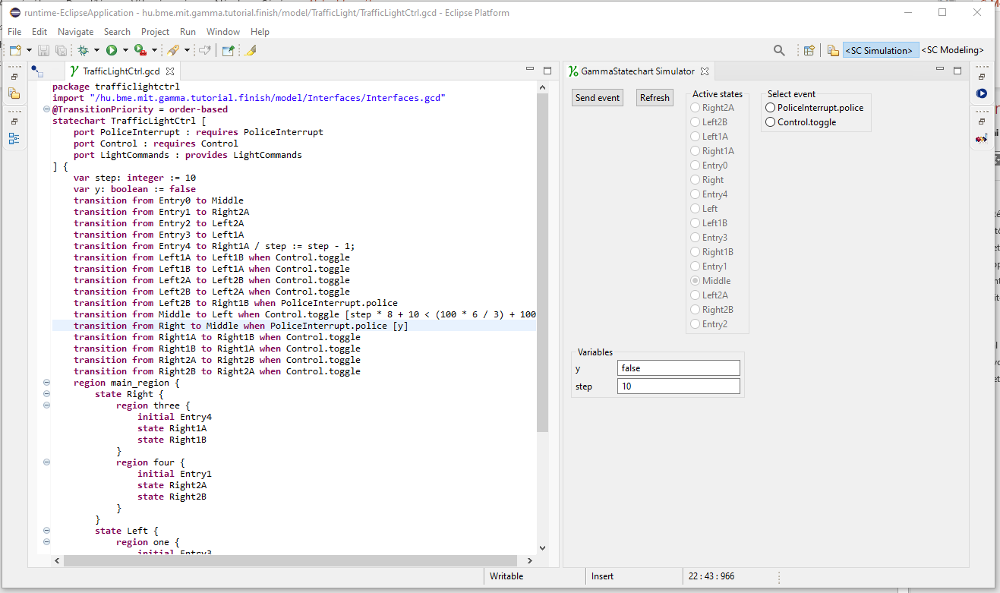 runtime-EclipseApplication - hu.bme.mit.gamma.tutorial.finish/model/TrafficLight/TrafficLightCtrl.gcd - Eclipse Platform
File Edit Navigate Search Project Run Window Help
<SC Simulation> <SC Modeling>
TrafficLightCtrl.gcd
package trafficlightctrl
import "/hu.bme.mit.gamma.tutorial.finish/model/Interfaces/Interfaces.gcd"
@TransitionPriority = order-based
statechart TrafficLightCtrl [
port PoliceInterrupt : requires PoliceInterrupt
port Control : requires Control
port LightCommands : provides LightCommands
] {
var step: integer := 10
var y: boolean := false
transition from Entry0 to Middle
transition from Entry1 to Right2A
transition from Entry2 to Left2A
transition from Entry3 to Left1A
transition from Entry4 to Right1A / step := step - 1;
transition from Left1A to Left1B when Control.toggle
transition from Left1B to Left1A when Control.toggle
transition from Left2A to Left2B when Control.toggle
transition from Left2B to Left2A when Control.toggle
transition from Left2B to Right1B when PoliceInterrupt.police
transition from Middle to Left when Control.toggle [step * 8 + 10 < (100 * 6 / 3) + 100
transition from Right to Middle when PoliceInterrupt.police [y]
transition from Right1A to Right1B when Control.toggle
transition from Right1B to Right1A when Control.toggle
transition from Right2A to Right2B when Control.toggle
transition from Right2B to Right2A when Control.toggle
region main_region {
state Right {
region three {
initial Entry4
state Right1A
state Right1B
}
region four {
initial Entry1
state Right2A
state Right2B
}
}
state Left {
region one {
initial Entry3
GammaStatechart Simulator
Send event
Refresh
Active states
Right2A
Left2B
Left1A
Right1A
Entry0
Right
Entry4
Left
Left1B
Entry3
Right1B
Entry1
Middle
Left2A
Right2B
Entry2
Select event
PoliceInterrupt.police
Control.toggle
Variables
y false
step 10
Writable Insert 22 : 43 : 966